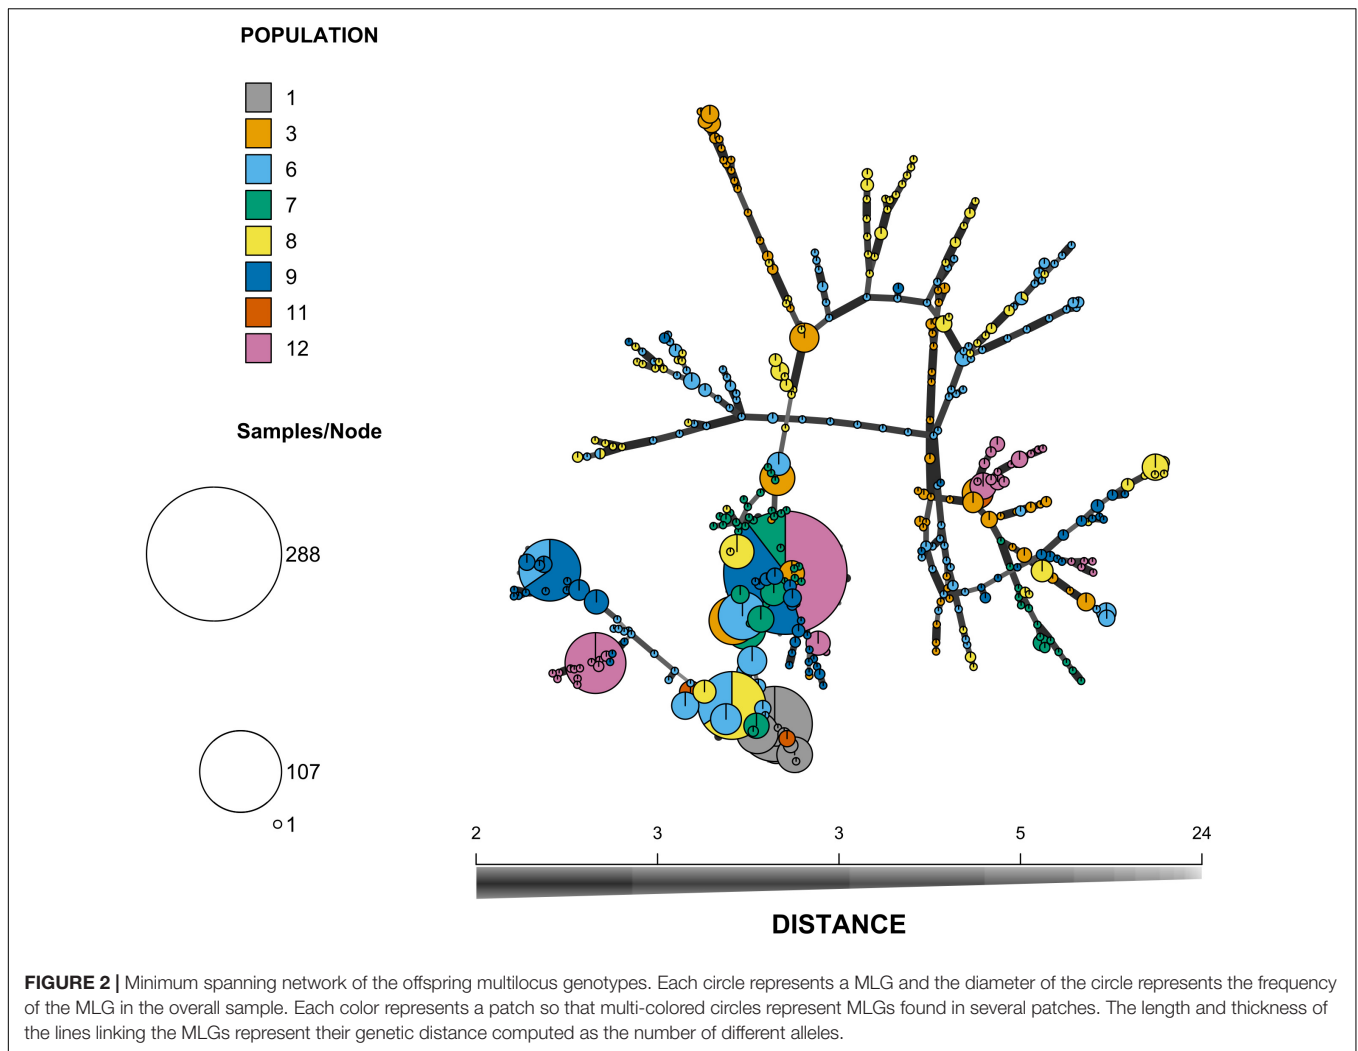 POPULATION
1
3
6
7
8
9
11
12
Samples/Node
288
107
1
2 3 3 5 24
DISTANCE
FIGURE 2 | Minimum spanning network of the offspring multilocus genotypes. Each circle represents a MLG and the diameter of the circle represents the frequency
of the MLG in the overall sample. Each color represents a patch so that multi-colored circles represent MLGs found in several patches. The length and thickness of
the lines linking the MLGs represent their genetic distance computed as the number of different alleles.